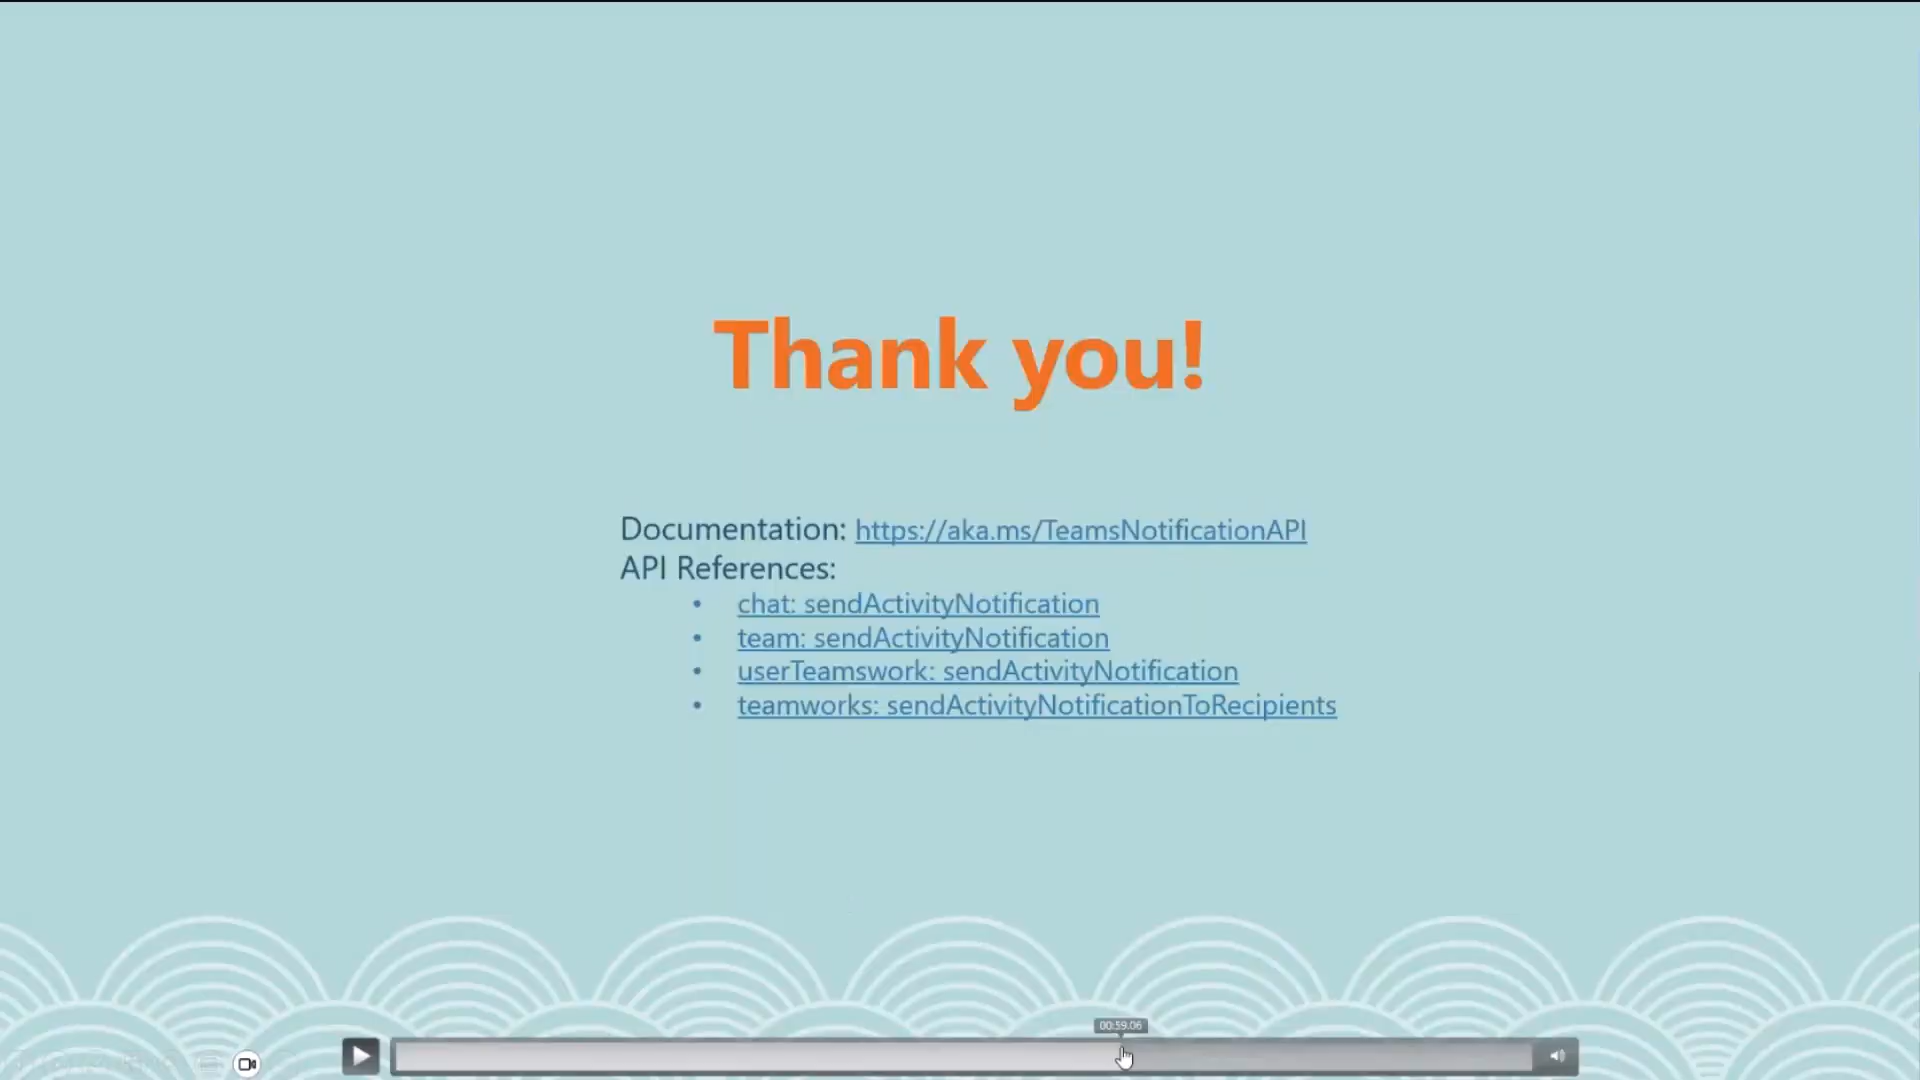 Thank you!
Documentation: https://aka.ms/TeamsNotificationAPI
API References:
• chat: sendActivityNotification
• team: sendActivityNotification
• userTeamswork: sendActivityNotification
• teamworks: sendActivityNotificationToRecipients
00:59.06